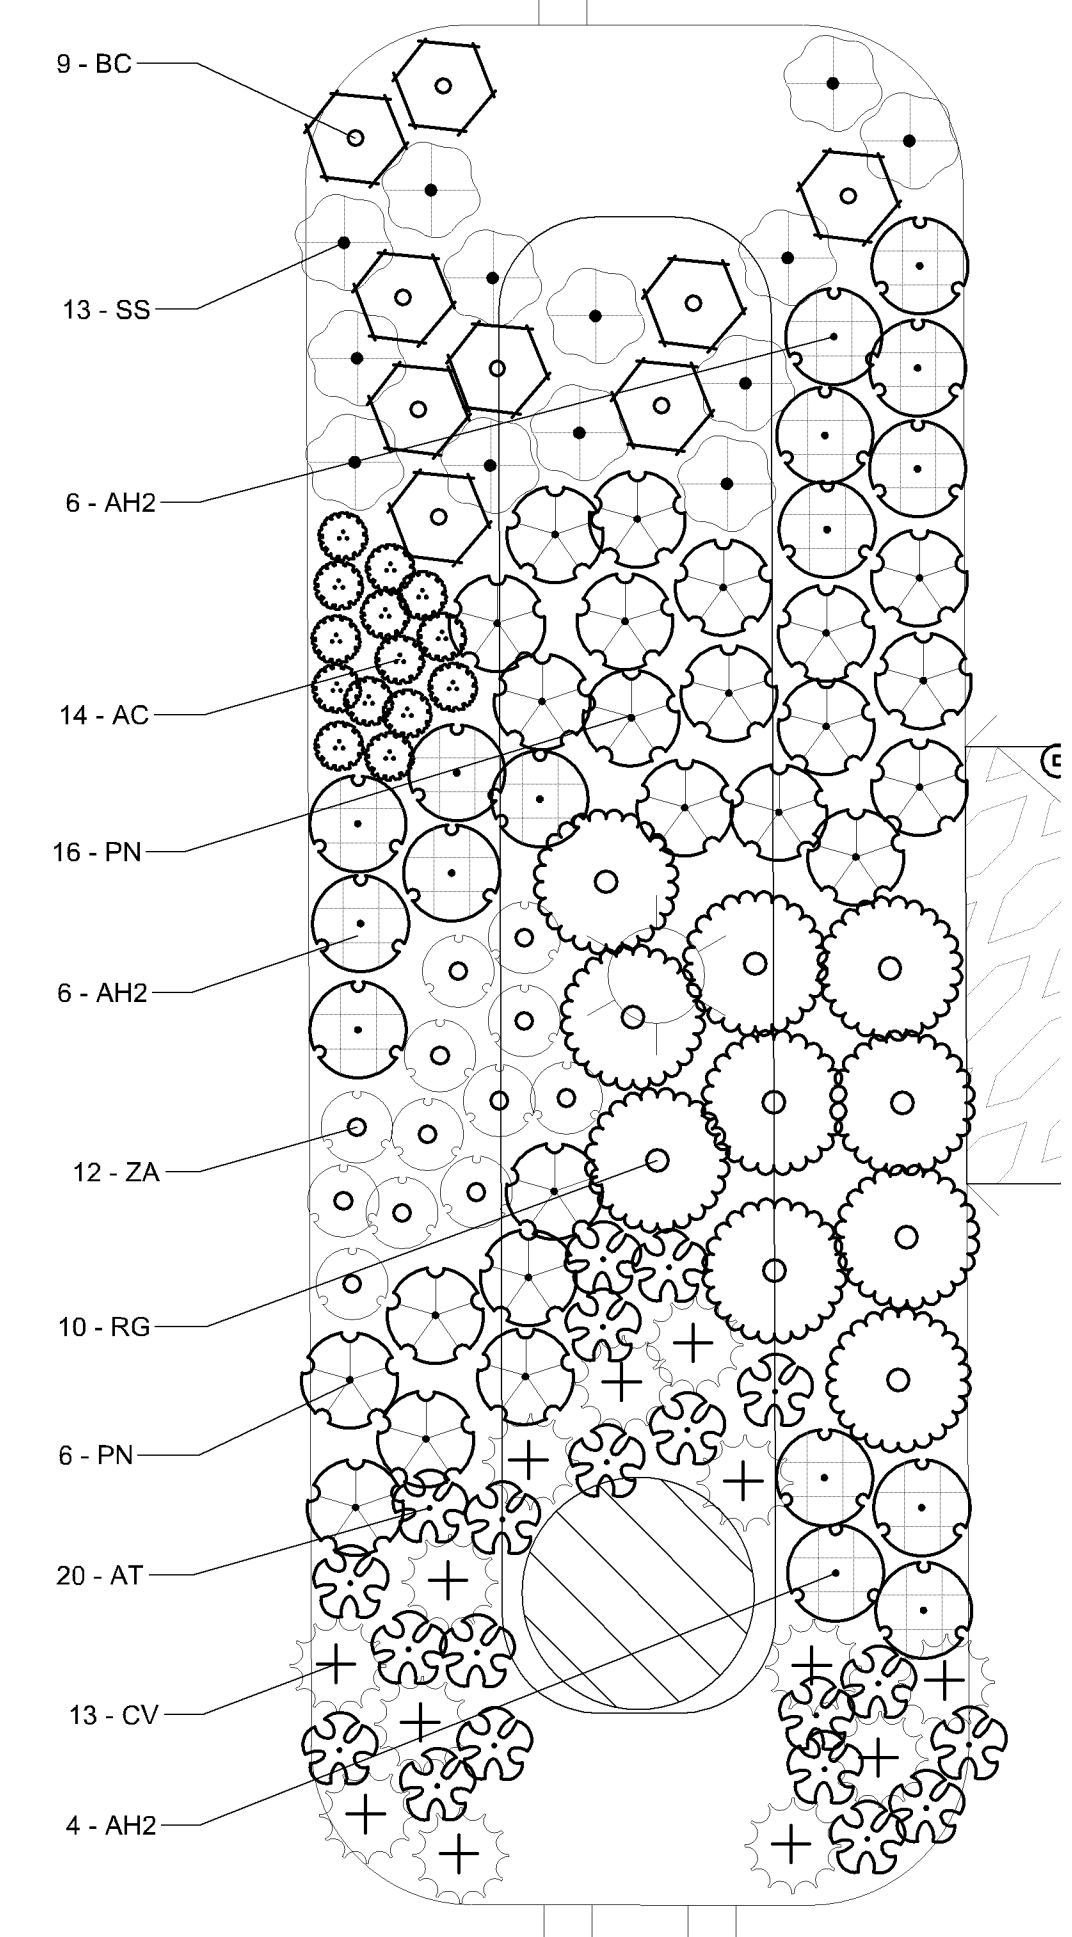 9 - BC
13 - SS
6 - AH2
14 - AC
16 - PN
6 - AH2
12 - ZA
10 - RG
6 - PN
20 - AT
13 - CV
4 - AH2